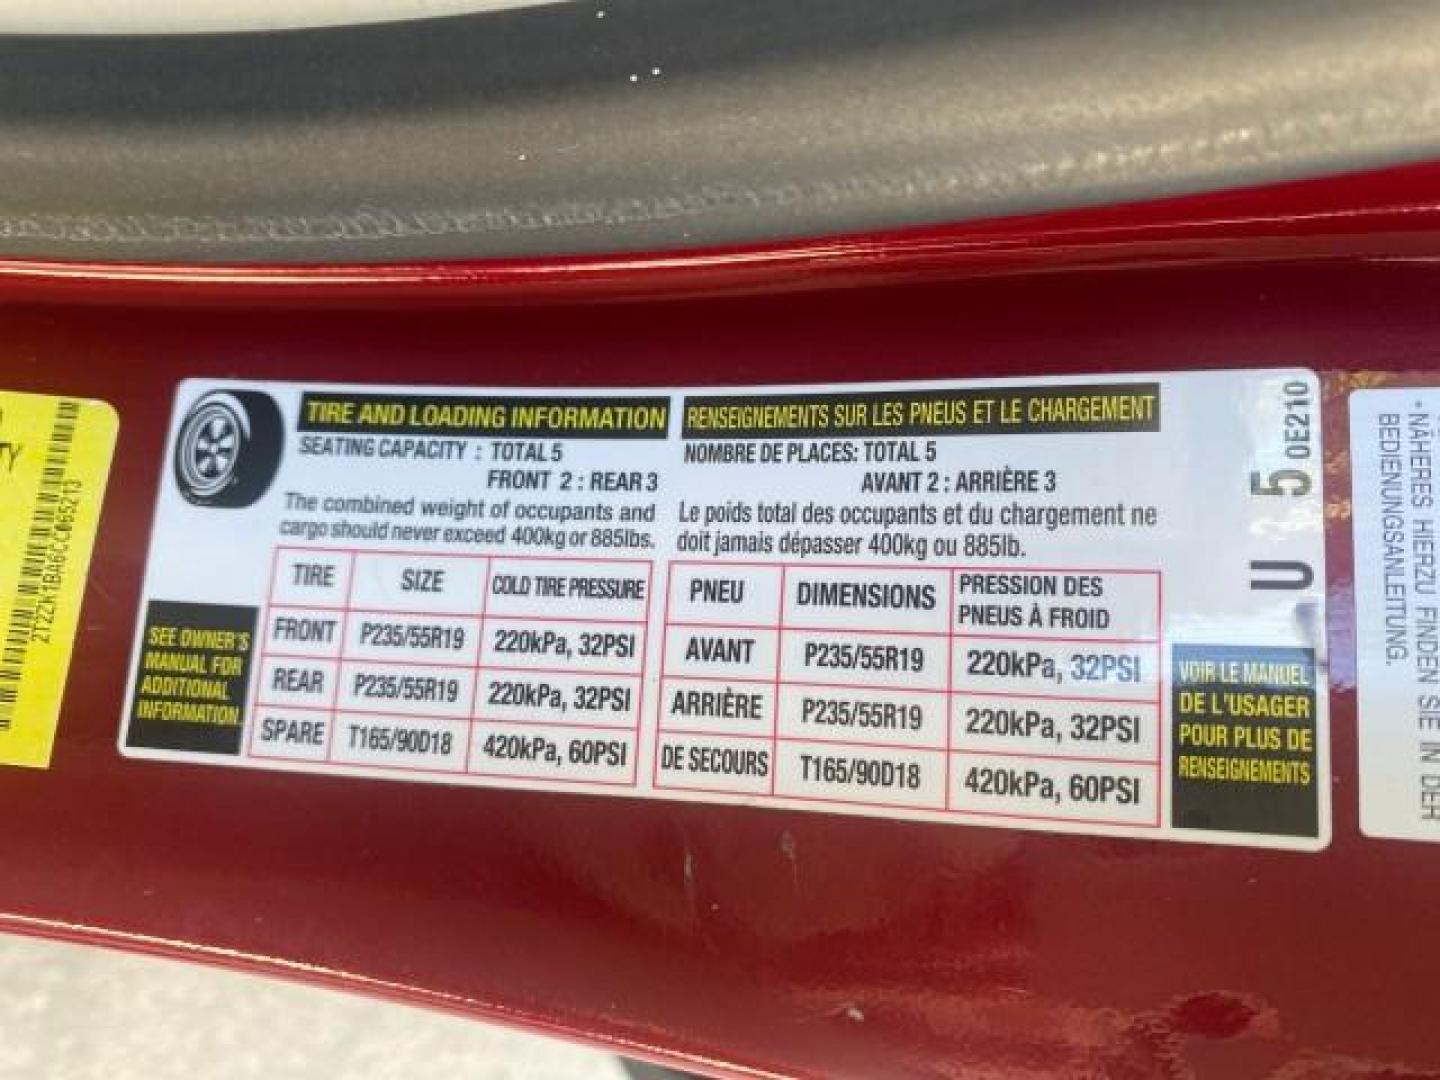 TIRE AND LOADING INFORMATION
SEATING CAPACITY : TOTAL 5
FRONT 2 : REAR 3
The combined weight of occupants and
cargo should never exceed 400kg or 885lbs.
TIRE SIZE COLD TIRE PRESSURE
FRONT P235/55R19 220kPa, 32PSI
REAR P235/55R19 220kPa, 32PSI
SPARE T165/90D18 420kPa, 60PSI
SEE OWNER'S
MANUAL FOR
ADDITIONAL
INFORMATION.
RENSEIGNEMENTS SUR LES PNEUS ET LE CHARGEMENT
NOMBRE DE PLACES: TOTAL 5
AVANT 2 : ARRIÈRE 3
Le poids total des occupants et du chargement ne
doit jamais dépasser 400kg ou 885lb.
PNEU DIMENSIONS PRESSION DES
PNEUS À FROID
AVANT P235/55R19 220kPa, 32PSI
ARRIÈRE P235/55R19 220kPa, 32PSI
DE SECOURS T165/90D18 420kPa, 60PSI
VOIR LE MANUEL
DE L'USAGER
POUR PLUS DE
RENSEIGNEMENTS
U 5 0E210
• NÄHERES HIERZU FINDEN SIE IN DER
BEDIENUNGSANLEITUNG.